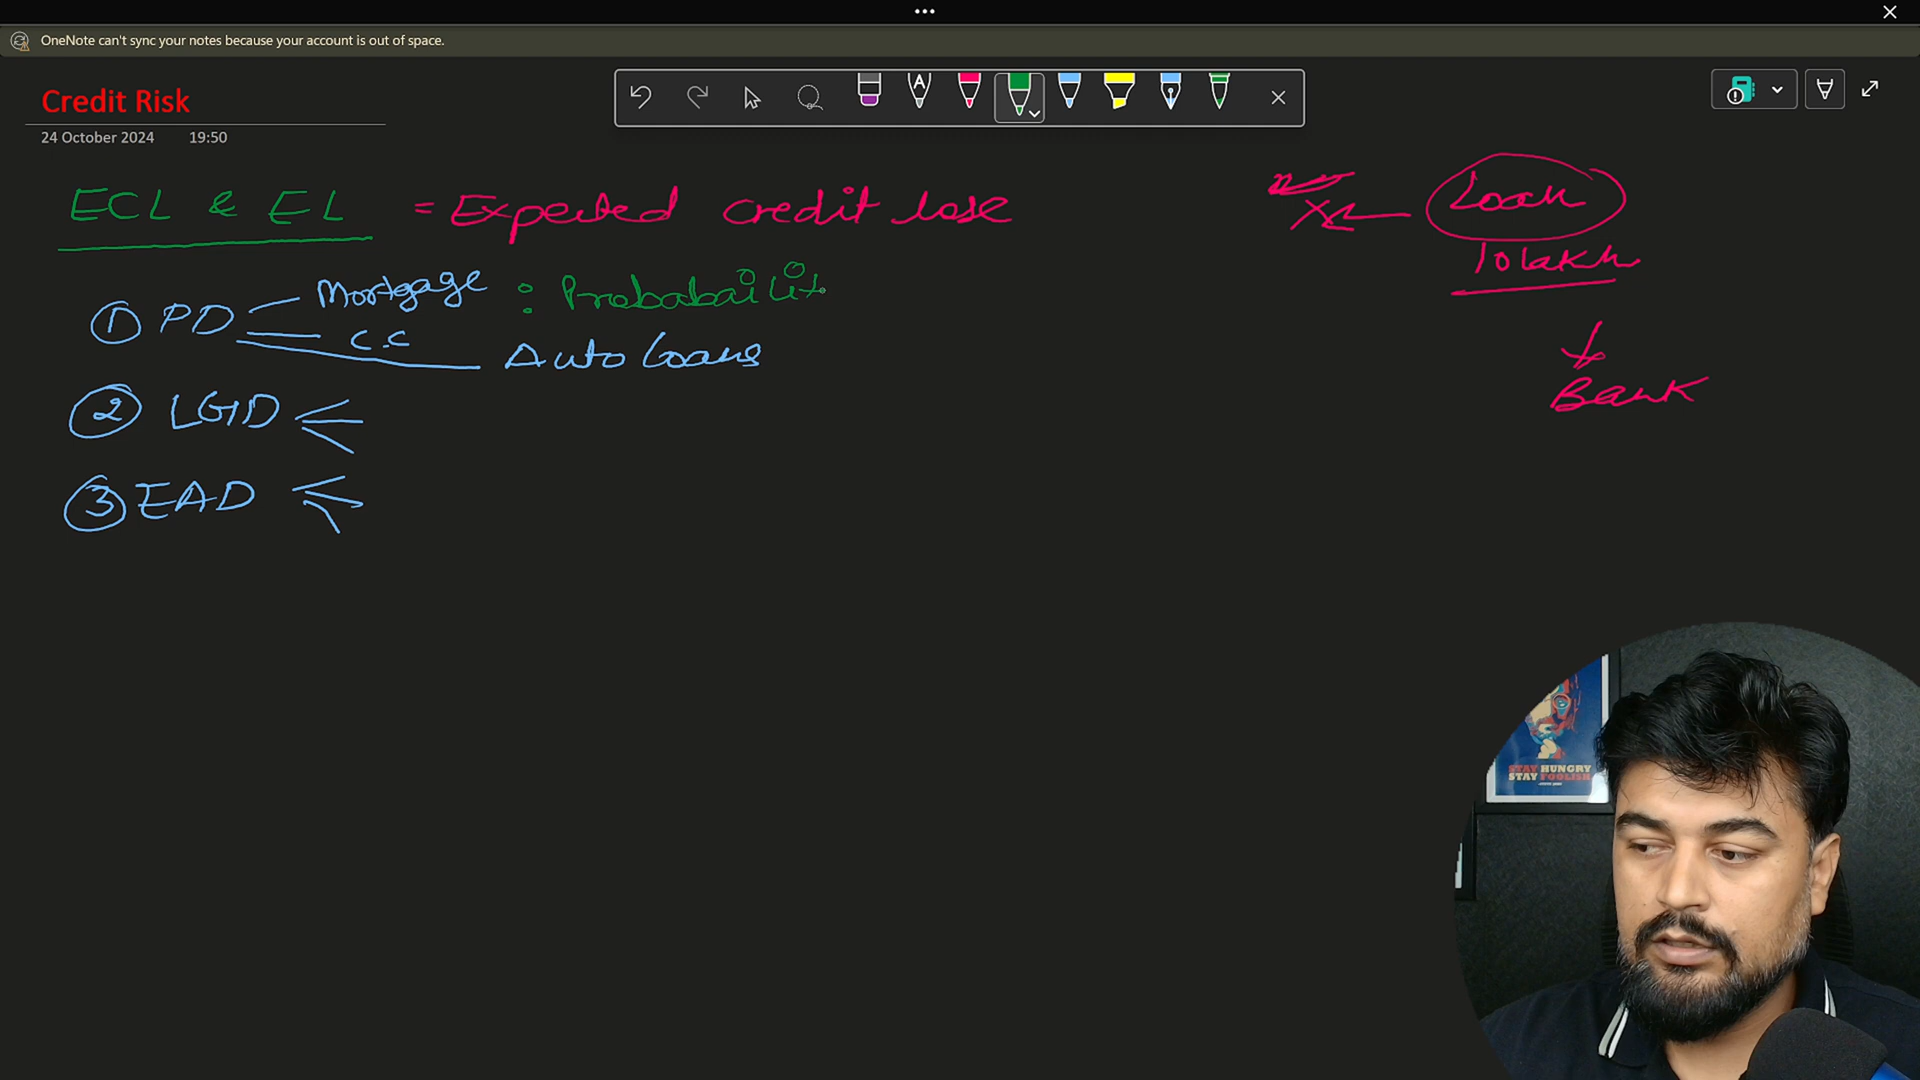 ...
OneNote can't sync your notes because your account is out of space.
Credit Risk
24 October 2024 19:50
ECL & EL = Expected credit lose
① PD
Mortgage : Probabailit
C.C
Auto Loans
② LGD
③ EAD
Loan
10 lakh
Bank
STAY HUNGRY
STAY FOOLISH